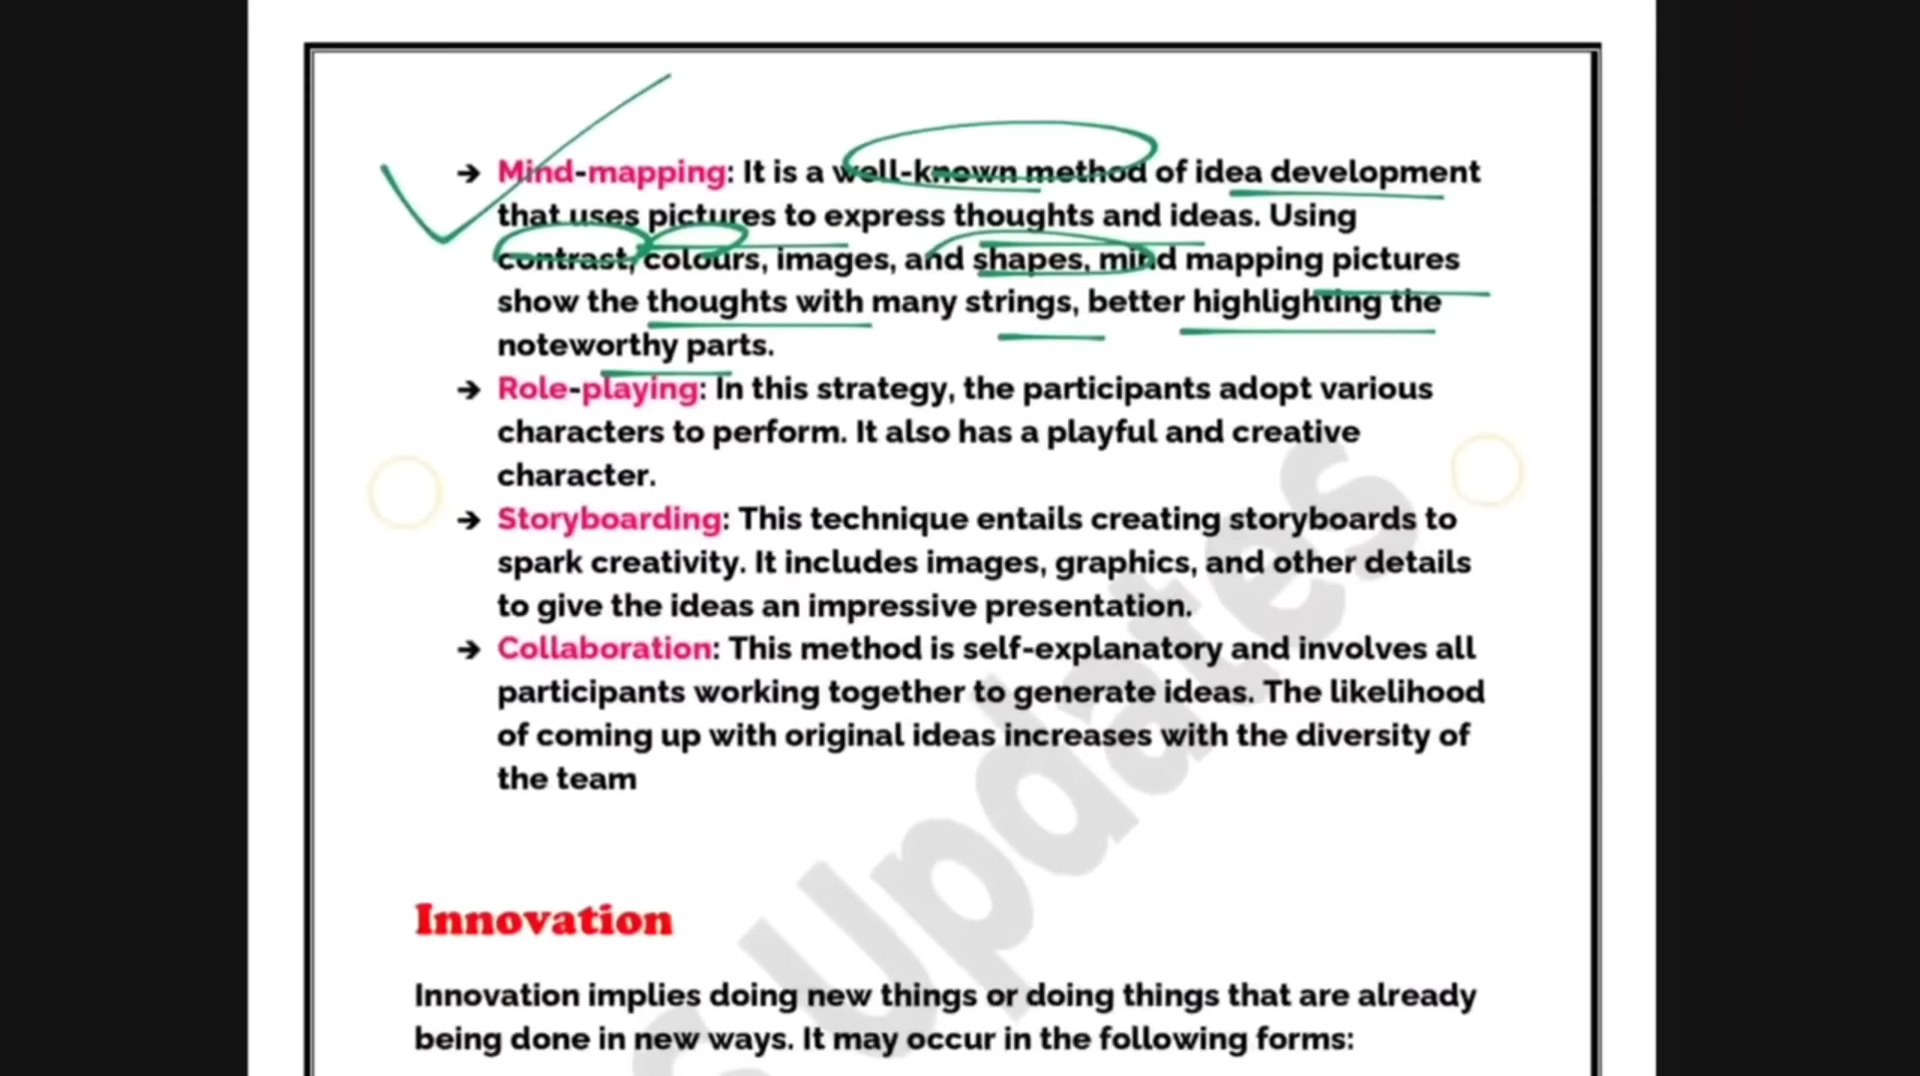 → Mind-mapping: It is a well-known method of idea development
that uses pictures to express thoughts and ideas. Using
contrast, colours, images, and shapes, mind mapping pictures
show the thoughts with many strings, better highlighting the
noteworthy parts.
→ Role-playing: In this strategy, the participants adopt various
characters to perform. It also has a playful and creative
character.
→ Storyboarding: This technique entails creating storyboards to
spark creativity. It includes images, graphics, and other details
to give the ideas an impressive presentation.
→ Collaboration: This method is self-explanatory and involves all
participants working together to generate ideas. The likelihood
of coming up with original ideas increases with the diversity of
the team
Updates
Innovation
Innovation implies doing new things or doing things that are already
being done in new ways. It may occur in the following forms: